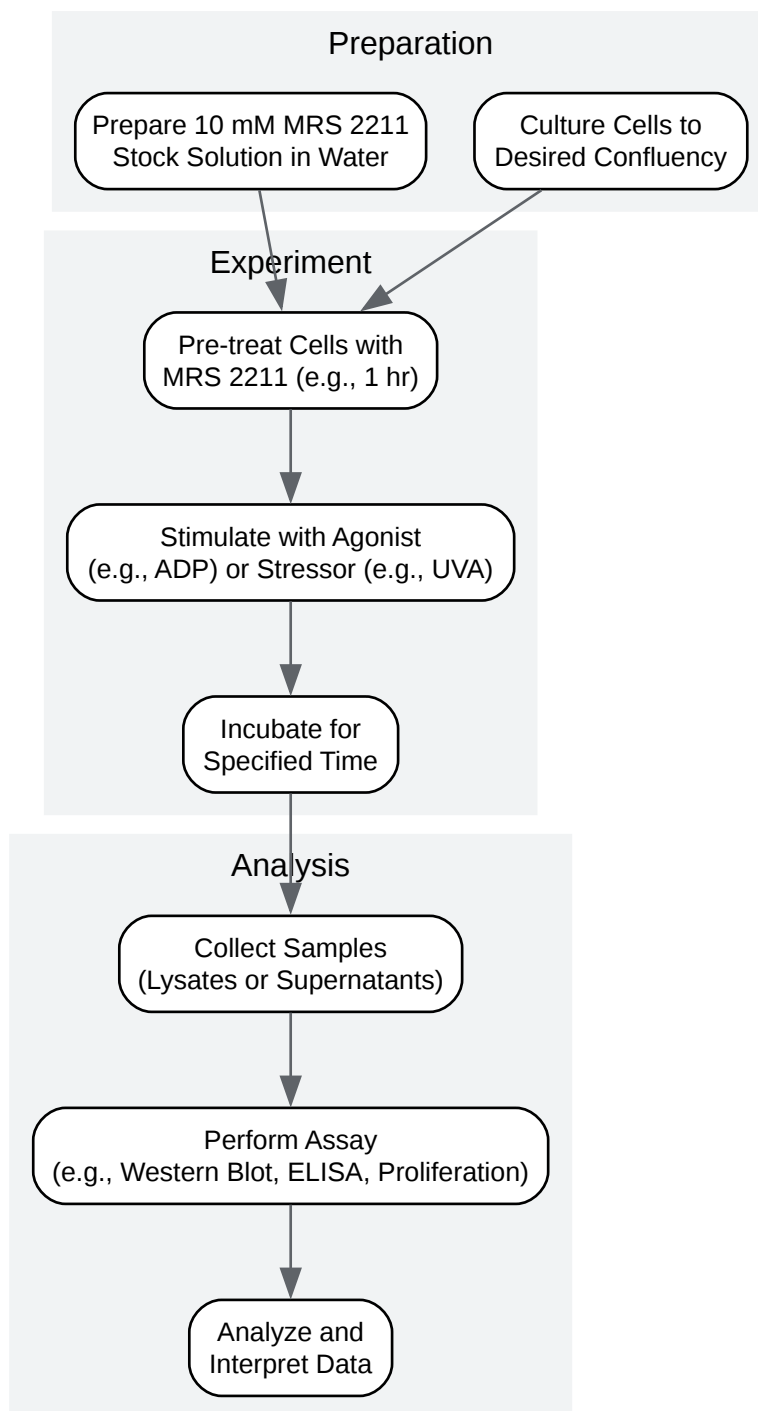 Preparation
Prepare 10 mM MRS 2211
Stock Solution in Water
Culture Cells to
Desired Confluency
Experiment
Pre-treat Cells with
MRS 2211 (e.g., 1 hr)
Stimulate with Agonist
(e.g., ADP) or Stressor (e.g., UVA)
Incubate for
Specified Time
Analysis
Collect Samples
(Lysates or Supernatants)
Perform Assay
(e.g., Western Blot, ELISA, Proliferation)
Analyze and
Interpret Data